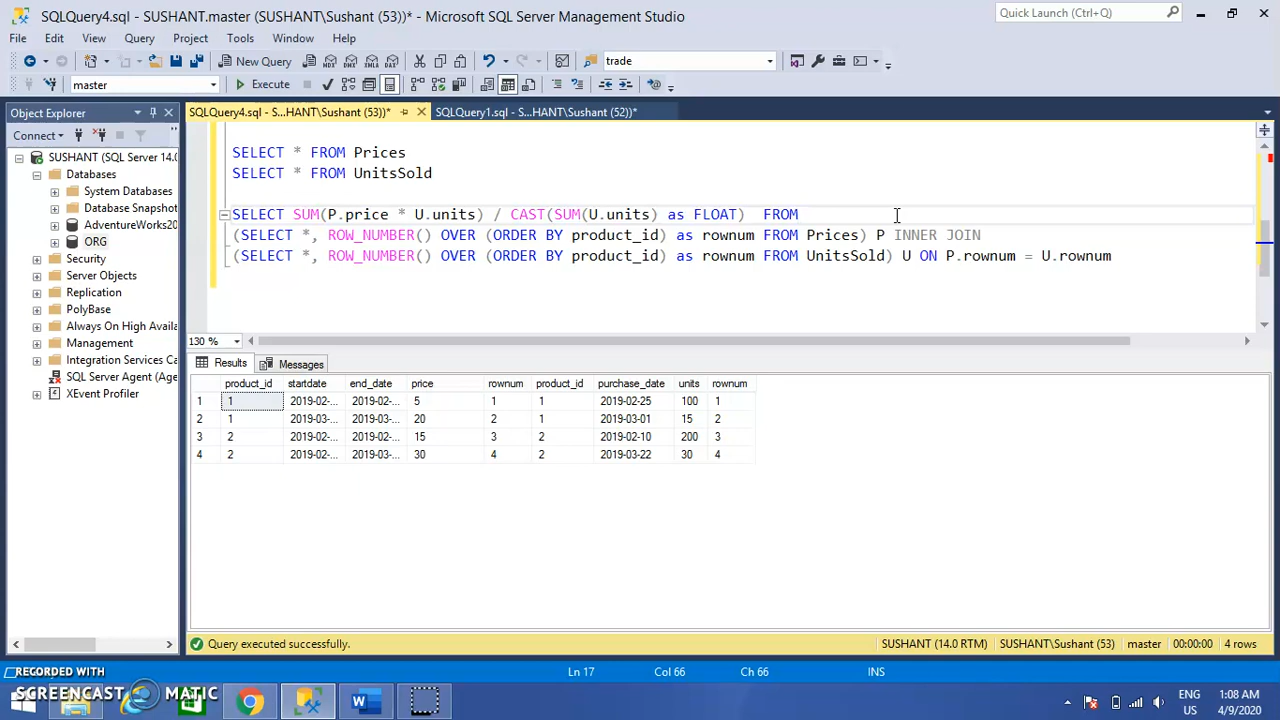 SQLQuery4.sql - SUSHANT.master (SUSHANT\Sushant (53))* - Microsoft SQL Server Management Studio
Quick Launch (Ctrl+Q)
File Edit View Query Project Tools Window Help
New Query
MDX DMX XMLA DAX
trade
master
Execute
Object Explorer
SQLQuery4.sql - S...HANT\Sushant (53))*
SQLQuery1.sql - S...HANT\Sushant (52))*
Connect
SUSHANT (SQL Server 14.0
Databases
System Databases
Database Snapshot
AdventureWorks20
ORG
Security
Server Objects
Replication
PolyBase
Always On High Availa
Management
Integration Services Ca
SQL Server Agent (Age
XEvent Profiler
SELECT * FROM Prices
SELECT * FROM UnitsSold
SELECT SUM(P.price * U.units) / CAST(SUM(U.units) as FLOAT)  FROM
(SELECT *, ROW_NUMBER() OVER (ORDER BY product_id) as rownum FROM Prices) P INNER JOIN
(SELECT *, ROW_NUMBER() OVER (ORDER BY product_id) as rownum FROM UnitsSold) U ON P.rownum = U.rownum
130 %
Results Messages
product_id startdate end_date price rownum product_id purchase_date units rownum
1 1 2019-02-... 2019-02-... 5 1 1 2019-02-25 100 1
2 1 2019-03-... 2019-03-... 20 2 1 2019-03-01 15 2
3 2 2019-02-... 2019-02-... 15 3 2 2019-02-10 200 3
4 2 2019-02-... 2019-03-... 30 4 2 2019-03-22 30 4
Query executed successfully.
SUSHANT (14.0 RTM) SUSHANT\Sushant (53) master 00:00:00 4 rows
Ln 17 Col 66 Ch 66 INS
RECORDED WITH
SCREENCAST MATIC
ENG
US
1:08 AM
4/9/2020